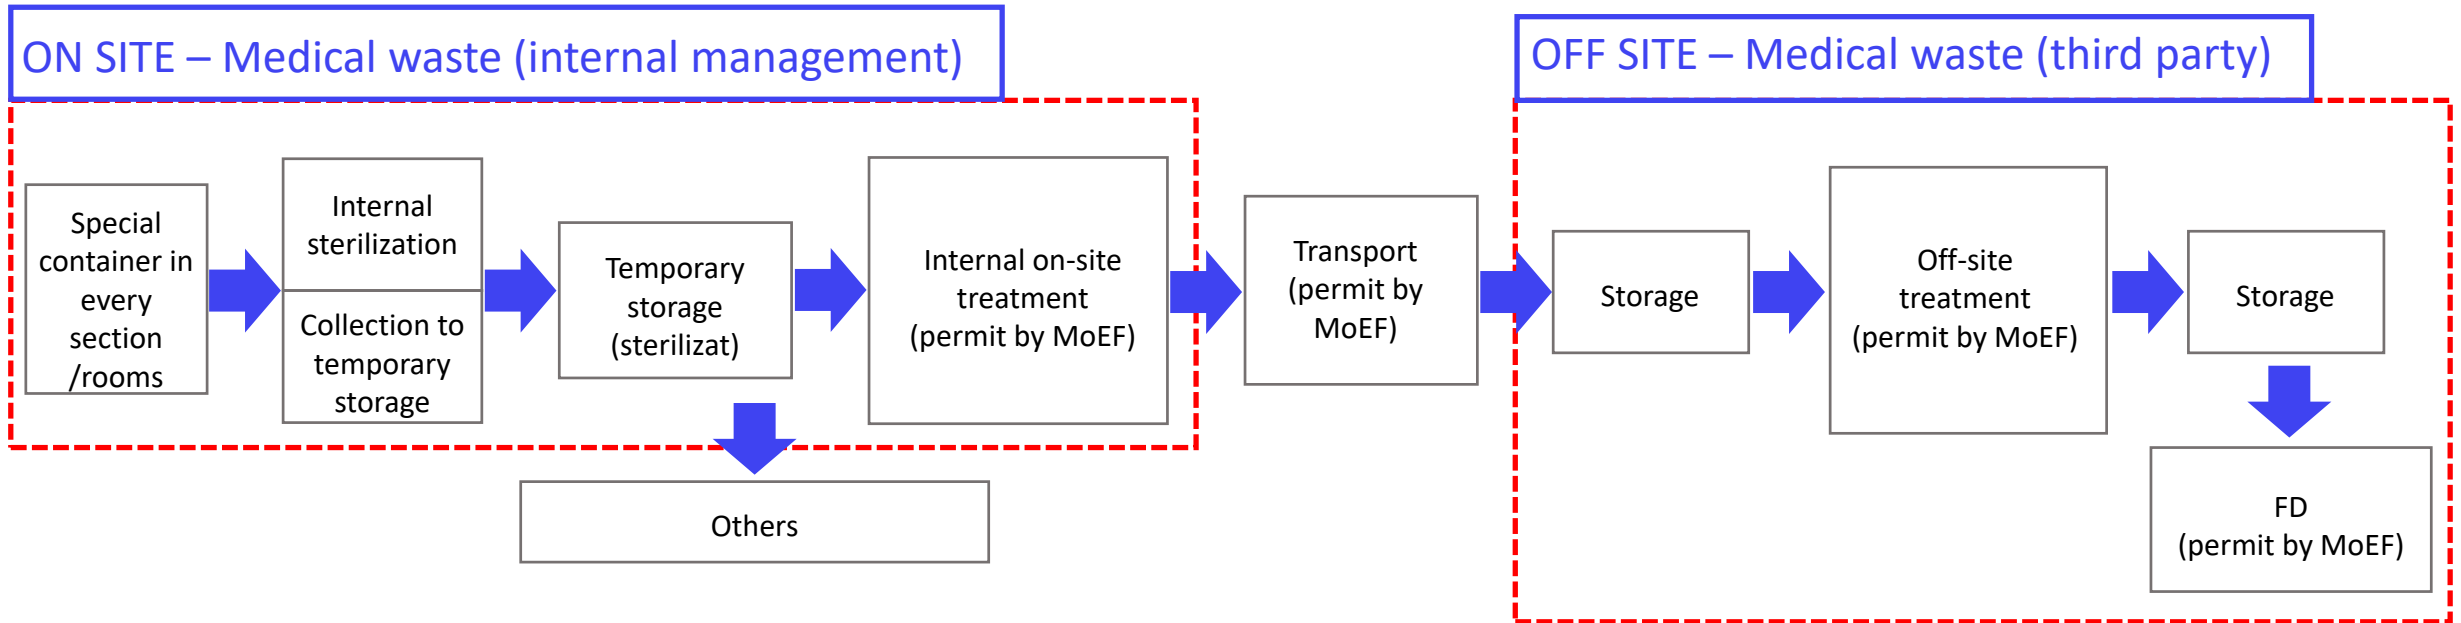 ON SITE – Medical waste (internal management)
OFF SITE – Medical waste (third party)
Special
container in
every
section
/rooms
Internal
sterilization
Collection to
temporary
storage
Temporary
storage
(sterilizat)
Internal on-site
treatment
(permit by MoEF)
Transport
(permit by
MoEF)
Storage
Off-site
treatment
(permit by MoEF)
Storage
Others
FD
(permit by MoEF)